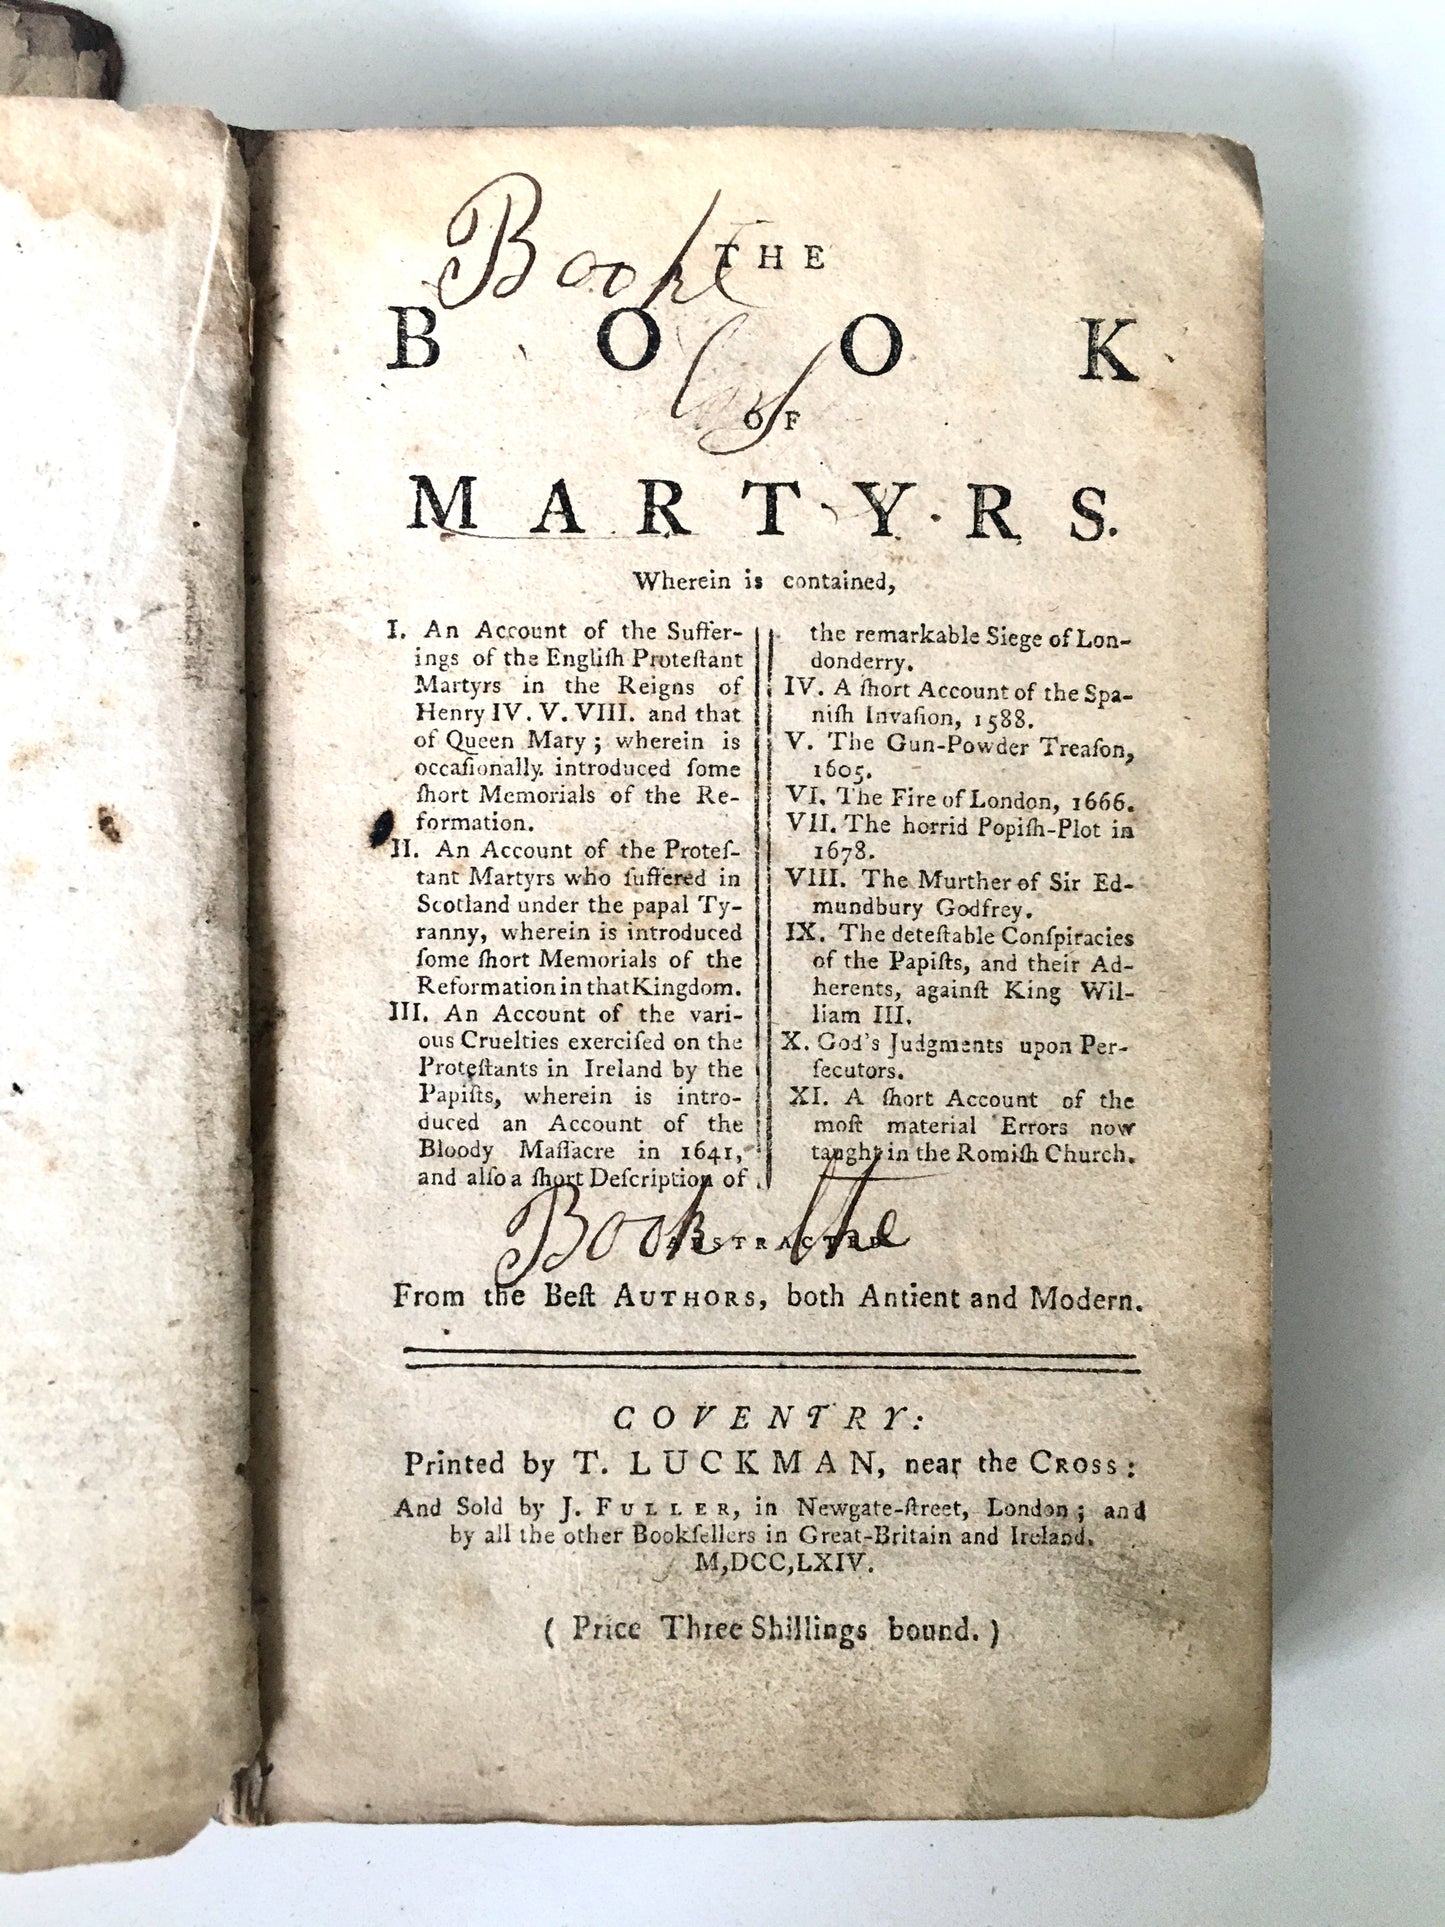 Book
THE
BOOK
OF
MARTYRS.
Wherein is contained,
I. An Account of the Suffer-
ings of the Engliſh Proteſtant
Martyrs in the Reigns of
Henry IV. V. VIII. and that
of Queen Mary; wherein is
occaſionally. introduced ſome
ſhort Memorials of the Re-
formation.
II. An Account of the Proteſ-
tant Martyrs who ſuffered in
Scotland under the papal Ty-
ranny, wherein is introduced
ſome ſhort Memorials of the
Reformation in that Kingdom.
III. An Account of the vari-
ous Cruelties exerciſed on the
Proteſtants in Ireland by the
Papiſts, wherein is intro-
duced an Account of the
Bloody Maſſacre in 1641,
and alſo a ſhort Deſcription of
the remarkable Siege of Lon-
donderry.
IV. A ſhort Account of the Spa-
niſh Invaſion, 1588.
V. The Gun-Powder Treaſon,
1605.
VI. The Fire of London, 1666.
VII. The horrid Popiſh-Plot in
1678.
VIII. The Murther of Sir Ed-
mundbury Godfrey.
IX. The deteſtable Conſpiracies
of the Papiſts, and their Ad-
herents, againſt King Wil-
liam III.
X. God's Judgments upon Per-
ſecutors.
XI. A ſhort Account of the
moſt material Errors now
taught in the Romiſh Church.
Book the
ABSTRACTED
From the Beſt AUTHORS, both Antient and Modern.
COVENTRY:
Printed by T. LUCKMAN, near the CROSS:
And Sold by J. FULLER, in Newgate-ſtreet, London; and
by all the other Bookſellers in Great-Britain and Ireland.
M,DCC,LXIV.
( Price Three Shillings bound. )